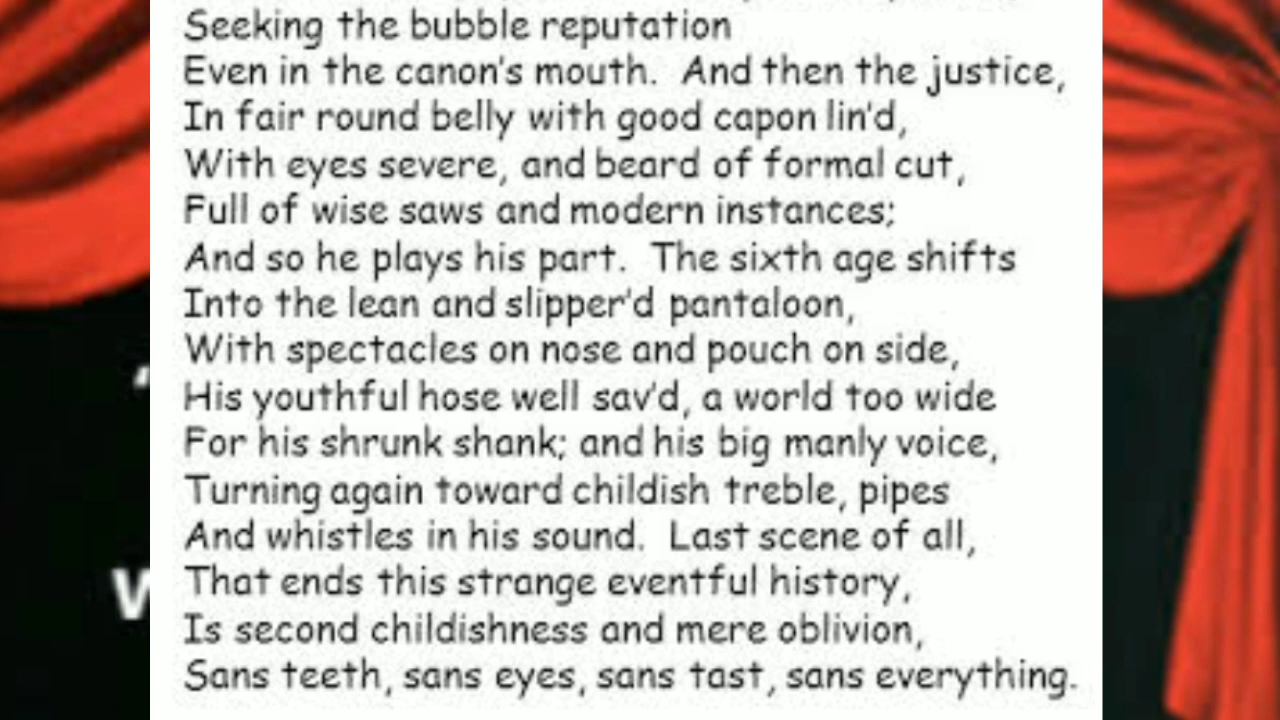 Seeking the bubble reputation
Even in the canon's mouth. And then the justice,
In fair round belly with good capon lin'd,
With eyes severe, and beard of formal cut,
Full of wise saws and modern instances;
And so he plays his part. The sixth age shifts
Into the lean and slipper'd pantaloon,
With spectacles on nose and pouch on side,
His youthful hose well sav'd, a world too wide
For his shrunk shank; and his big manly voice,
Turning again toward childish treble, pipes
And whistles in his sound. Last scene of all,
That ends this strange eventful history,
Is second childishness and mere oblivion,
Sans teeth, sans eyes, sans tast, sans everything.